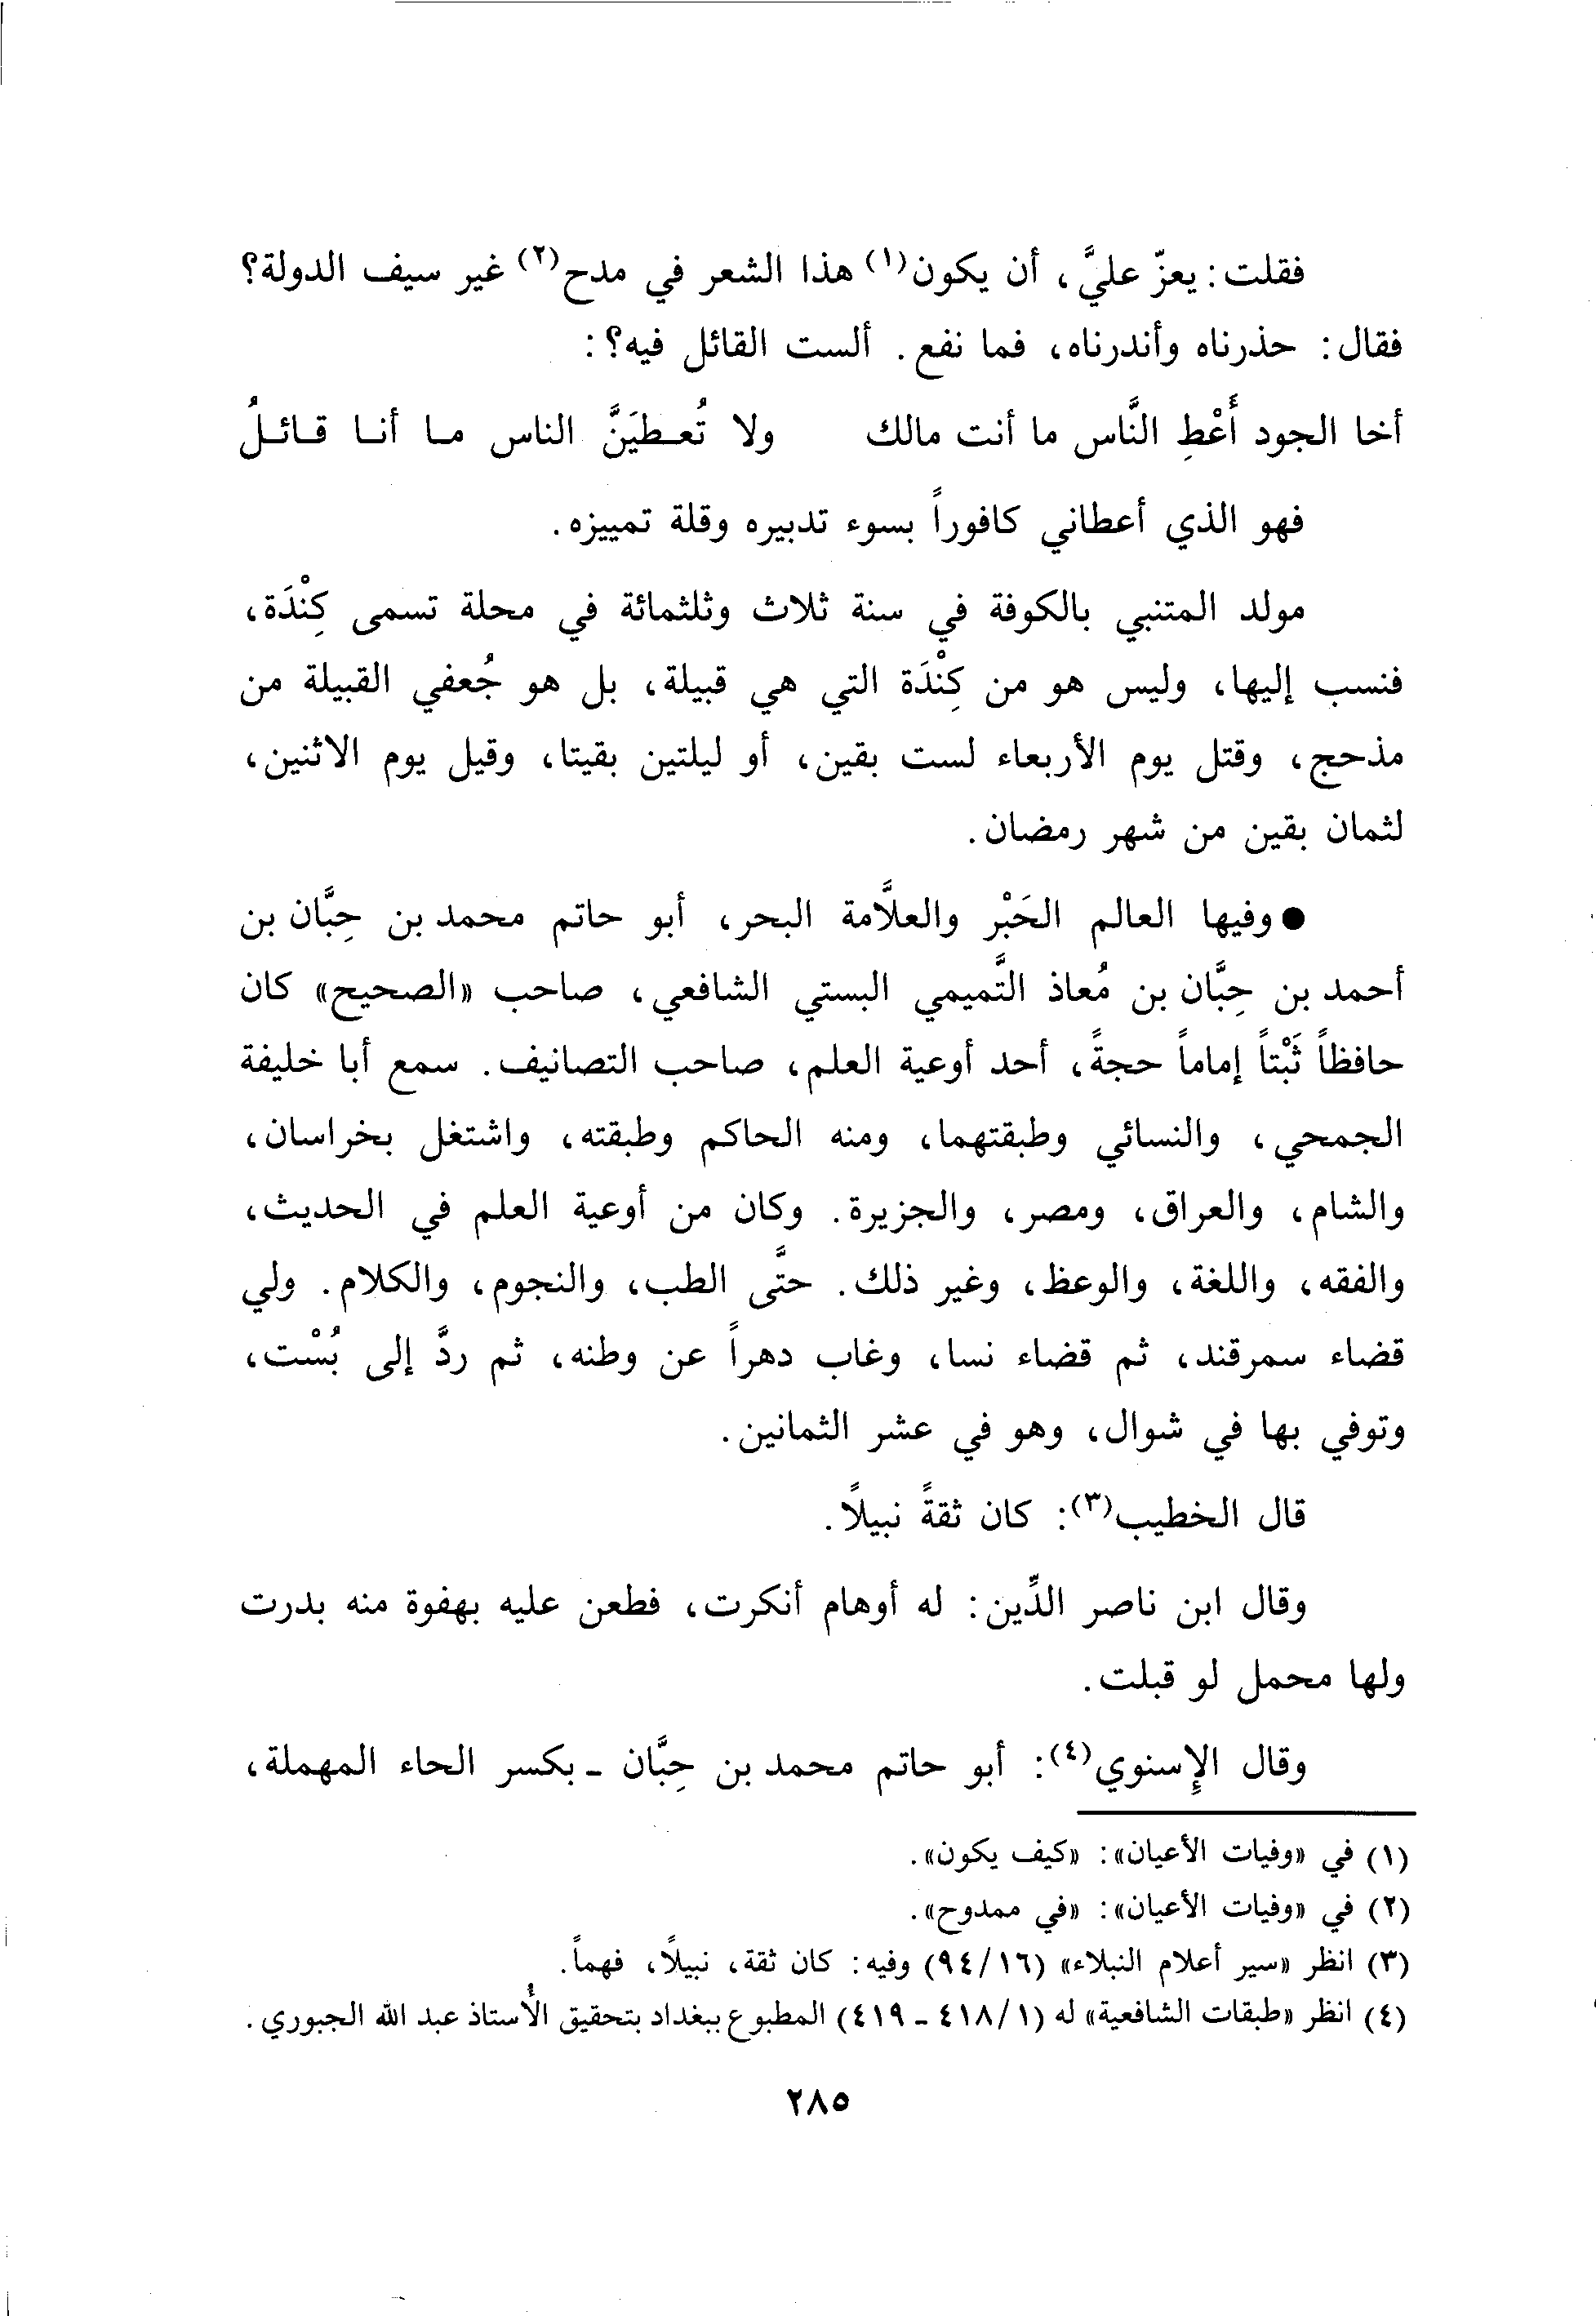 فقلت: يعزّ عليَّ، أن يكون(١) هذا الشعر في مدح(٢) غير سيف الدولة؟
فقال: حذرناه وأندرناه، فما نفع. ألست القائل فيه؟:
أخا الجود أَعْطِ النَّاس ما أنت مالك ولا تُعـطيَنَّ الناس مـا أنـا قـائـلُ
فهو الذي أعطاني كافوراً بسوء تدبيره وقلة تمييزه.
مولد المتنبي بالكوفة في سنة ثلاث وثلثمائة في محلة تسمى كِنْدَة،
فنسب إليها، وليس هو من كِنْدَة التي هي قبيلة، بل هو جُعفي القبيلة من
مذحج، وقتل يوم الأربعاء لست بقين، أو ليلتين بقيتا، وقيل يوم الاثنين،
لثمان بقين من شهر رمضان.
● وفيها العالم الحَبْر والعلاَّمة البحر، أبو حاتم محمد بن حِبَّان بن
أحمد بن حِبَّان بن مُعاذ التَّميمي البستي الشافعي، صاحب «الصحيح» كان
حافظاً ثَبْتاً إماماً حجةً، أحد أوعية العلم، صاحب التصانيف. سمع أبا خليفة
الجمحي، والنسائي وطبقتهما، ومنه الحاكم وطبقته، واشتغل بخراسان،
والشام، والعراق، ومصر، والجزيرة. وكان من أوعية العلم في الحديث،
والفقه، واللغة، والوعظ، وغير ذلك. حتَّى الطب، والنجوم، والكلام. ولي
قضاء سمرقند، ثم قضاء نسا، وغاب دهراً عن وطنه، ثم ردَّ إلى بُسْت،
وتوفي بها في شوال، وهو في عشر الثمانين.
قال الخطيب(٣): كان ثقةً نبيلًا.
وقال ابن ناصر الدِّين: له أوهام أنكرت، فطعن عليه بهفوة منه بدرت
ولها محمل لو قبلت.
وقال الإِسنوي(٤): أبو حاتم محمد بن حِبَّان ـ بكسر الحاء المهملة،
(١) في «وفيات الأعيان»: «كيف يكون».
(٢) في «وفيات الأعيان»: «في ممدوح».
(٣) انظر «سير أعلام النبلاء» (١٦/ ٩٤) وفيه: كان ثقة، نبيلًا، فهماً.
(٤) انظر «طبقات الشافعية» له (١/ ٤١٨ ـ ٤١٩) المطبوع ببغداد بتحقيق الأُستاذ عبد الله الجبوري.
٢٨٥